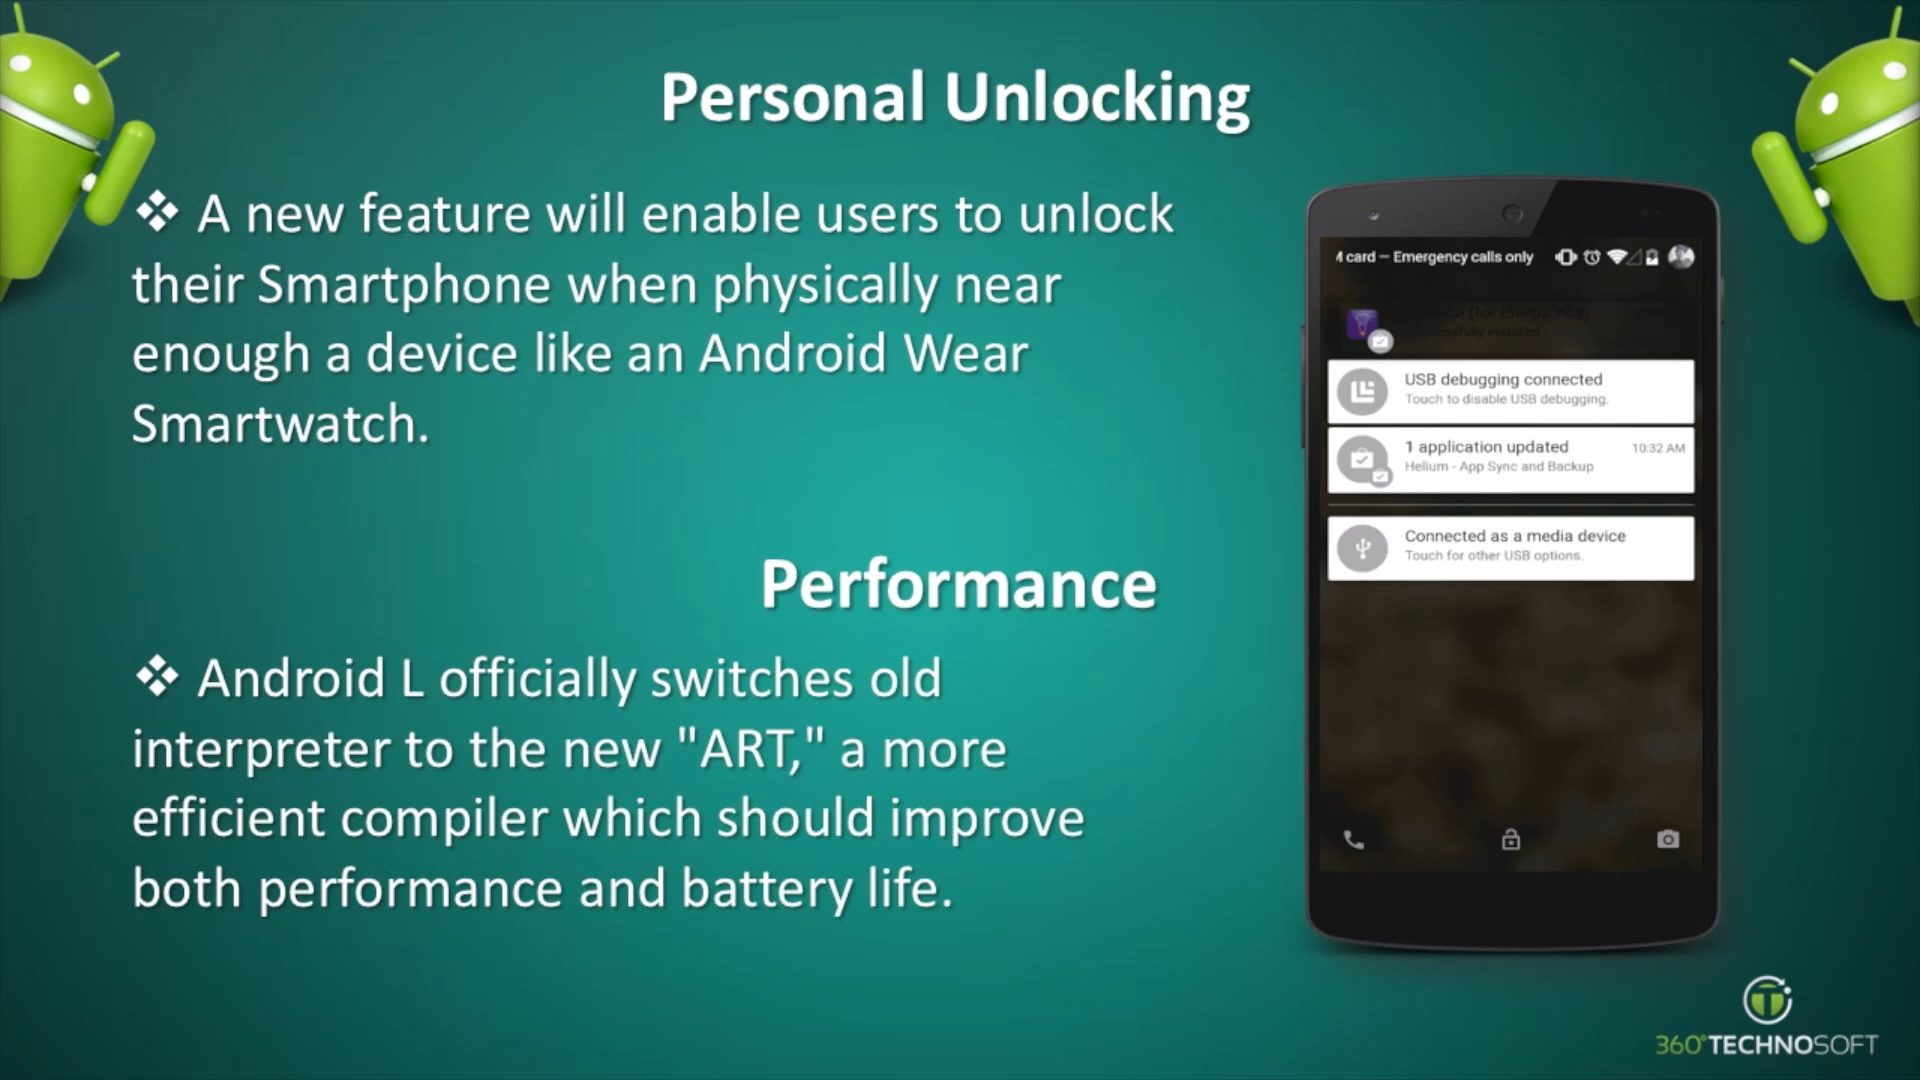 Personal Unlocking
❖ A new feature will enable users to unlock
their Smartphone when physically near
enough a device like an Android Wear
Smartwatch.
Performance
❖ Android L officially switches old
interpreter to the new "ART," a more
efficient compiler which should improve
both performance and battery life.
card — Emergency calls only
(for Philips Hue)
installed
USB debugging connected
Touch to disable USB debugging.
1 application updated 10:32 AM
Helium - App Sync and Backup
Connected as a media device
Touch for other USB options.
360°TECHNOSOFT